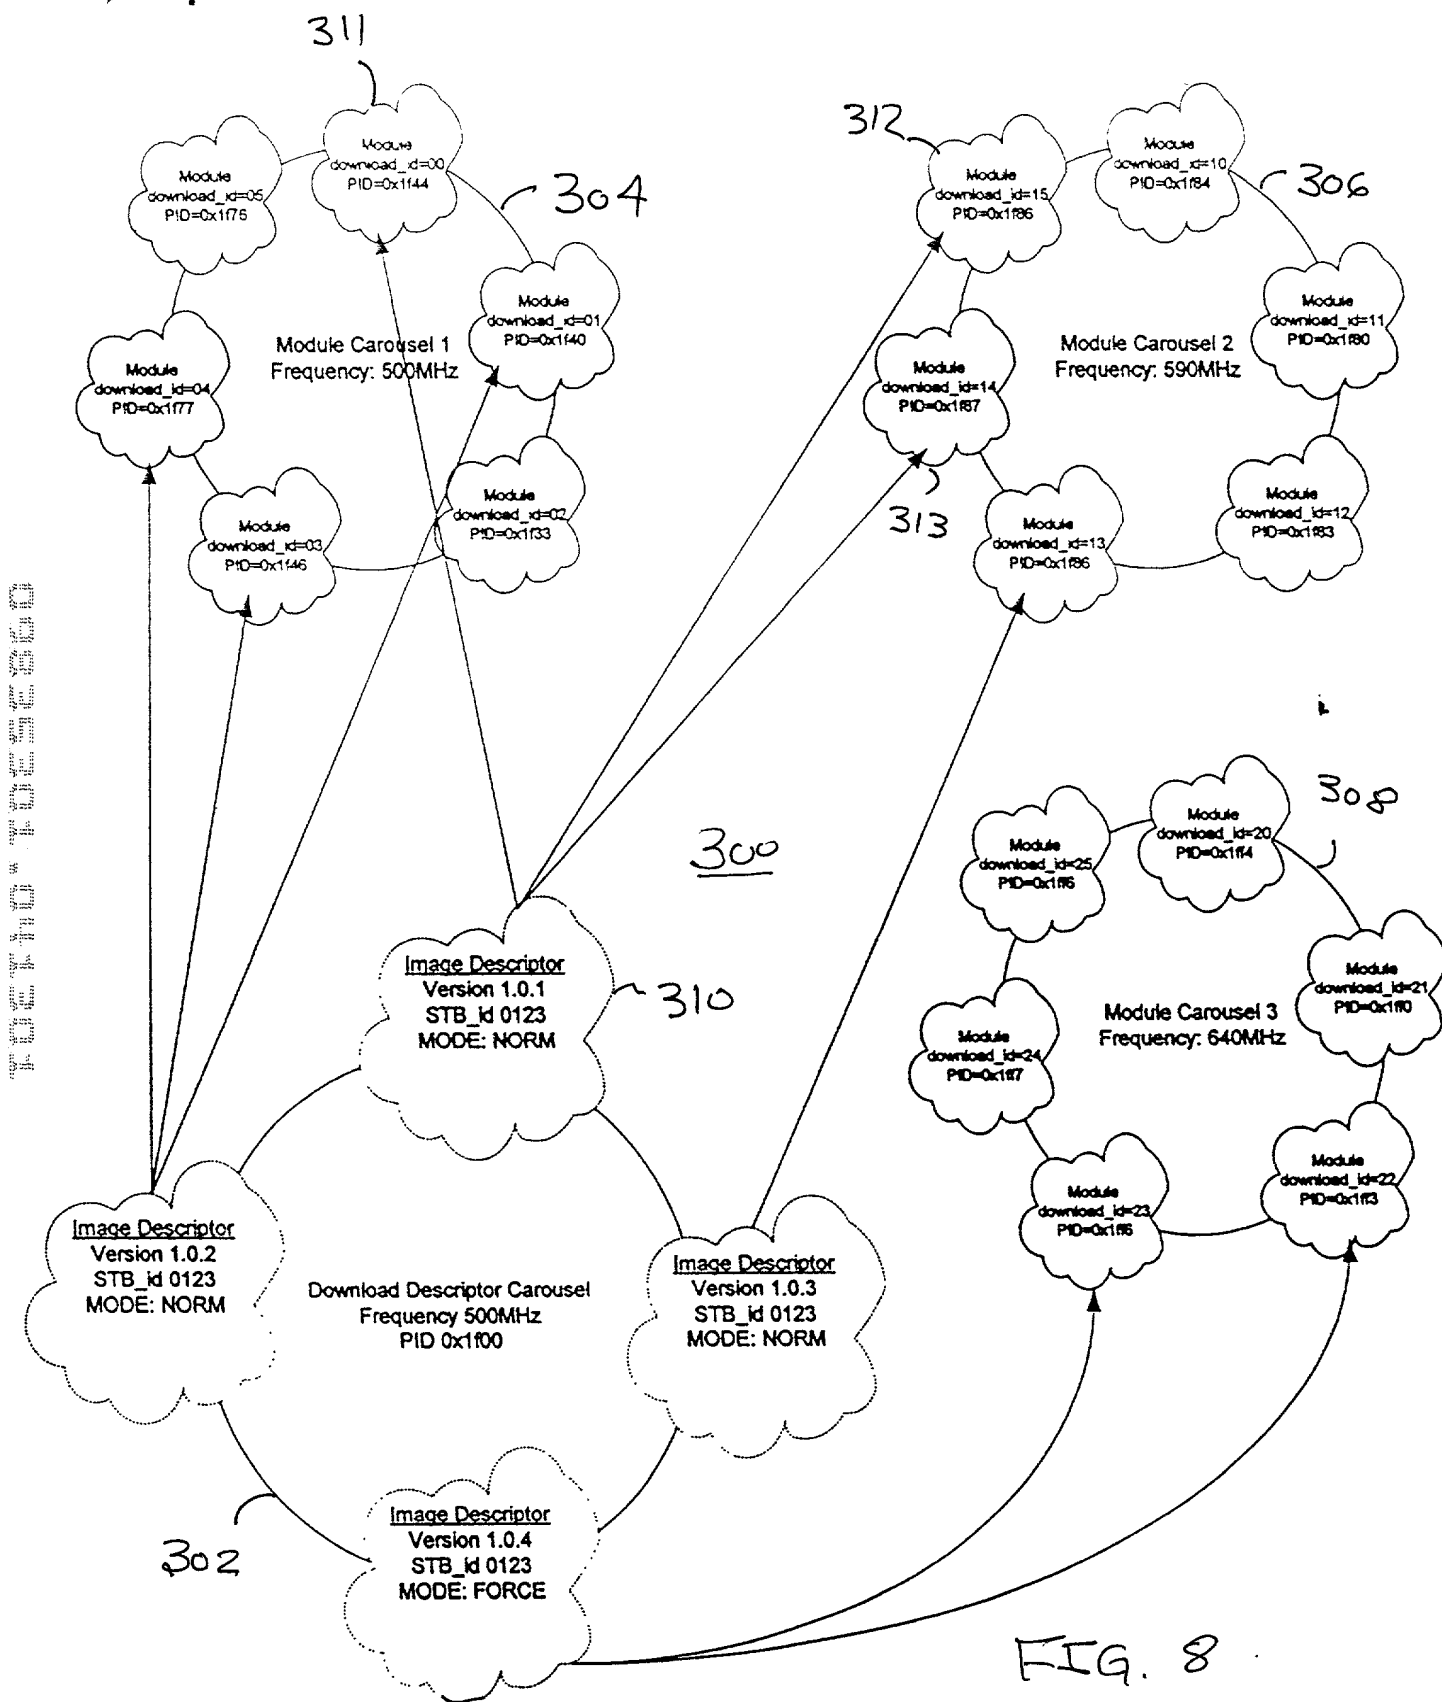 311
Module
download_id=00
PID=0x1f44
Module
download_id=05
PID=0x1f76
304
Module
download_id=01
PID=0x1f40
Module Carousel 1
Frequency: 500MHz
Module
download_id=04
PID=0x1f77
Module
download_id=02
PID=0x1f33
Module
download_id=03
PID=0x1f46
312
Module
download_id=15
PID=0x1f86
Module
download_id=10
PID=0x1f84
306
Module
download_id=11
PID=0x1f80
Module Carousel 2
Frequency: 590MHz
Module
download_id=14
PID=0x1f87
313
Module
download_id=12
PID=0x1f83
Module
download_id=13
PID=0x1f86
300
308
Module
download_id=20
PID=0x1ff4
Module
download_id=25
PID=0x1ff6
Module
download_id=21
PID=0x1ff0
Module Carousel 3
Frequency: 640MHz
Module
download_id=24
PID=0x1ff7
Module
download_id=22
PID=0x1ff3
Module
download_id=23
PID=0x1ff6
Image Descriptor
Version 1.0.1
STB_id 0123
MODE: NORM
310
Image Descriptor
Version 1.0.2
STB_id 0123
MODE: NORM
Download Descriptor Carousel
Frequency 500MHz
PID 0x1f00
Image Descriptor
Version 1.0.3
STB_id 0123
MODE: NORM
302
Image Descriptor
Version 1.0.4
STB_id 0123
MODE: FORCE
FIG. 8